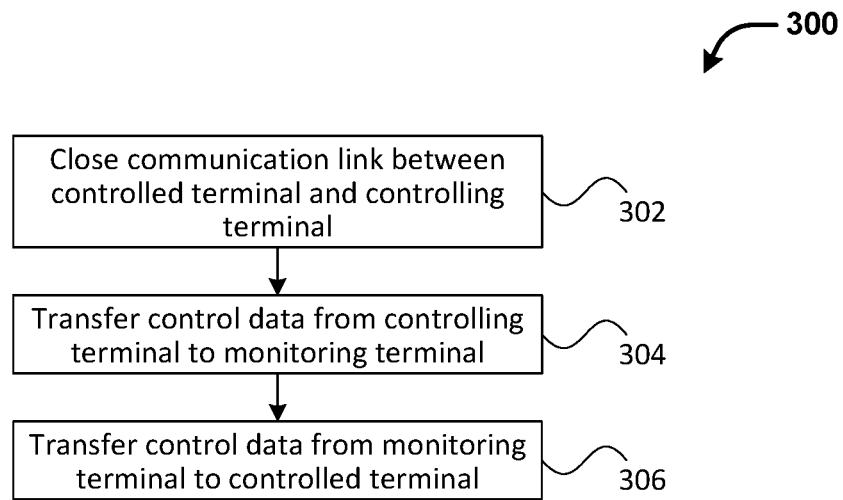 300
Close communication link between
controlled terminal and controlling
terminal
302
Transfer control data from controlling
terminal to monitoring terminal
304
Transfer control data from monitoring
terminal to controlled terminal
306